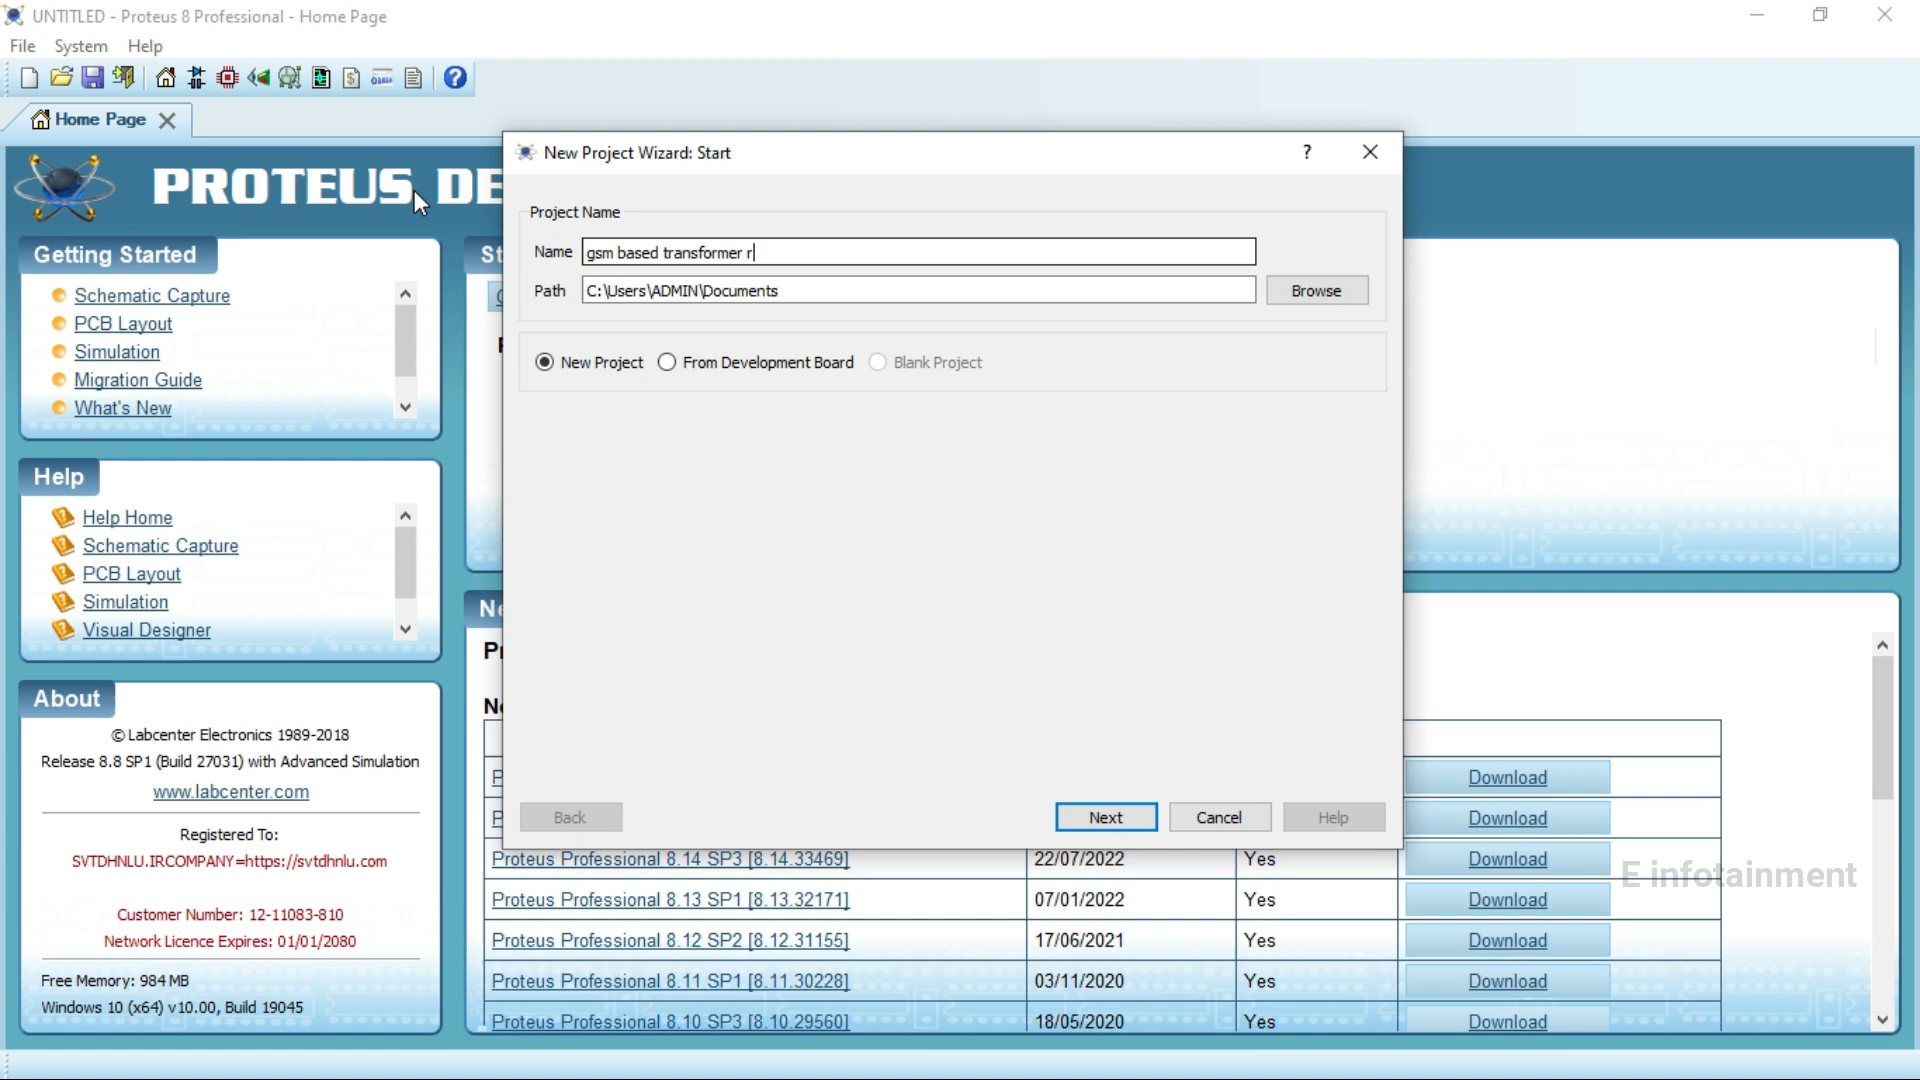 UNTITLED - Proteus 8 Professional - Home Page
File System Help
Home Page
PROTEUS DE
New Project Wizard: Start
?
Project Name
Name gsm based transformer r
Path C:\Users\ADMIN\Documents
Browse
New Project
From Development Board
Blank Project
Back
Next
Cancel
Help
Getting Started
Schematic Capture
PCB Layout
Simulation
Migration Guide
What's New
Help
Help Home
Schematic Capture
PCB Layout
Simulation
Visual Designer
About
© Labcenter Electronics 1989-2018
Release 8.8 SP1 (Build 27031) with Advanced Simulation
www.labcenter.com
Registered To:
SVTDHNLU.IRCOMPANY=https://svtdhnlu.com
Customer Number: 12-11083-810
Network Licence Expires: 01/01/2080
Free Memory: 984 MB
Windows 10 (x64) v10.00, Build 19045
St
Ne
Download
Download
Proteus Professional 8.14 SP3 [8.14.33469] 22/07/2022 Yes Download
Proteus Professional 8.13 SP1 [8.13.32171] 07/01/2022 Yes Download
Proteus Professional 8.12 SP2 [8.12.31155] 17/06/2021 Yes Download
Proteus Professional 8.11 SP1 [8.11.30228] 03/11/2020 Yes Download
Proteus Professional 8.10 SP3 [8.10.29560] 18/05/2020 Yes Download
E infotainment